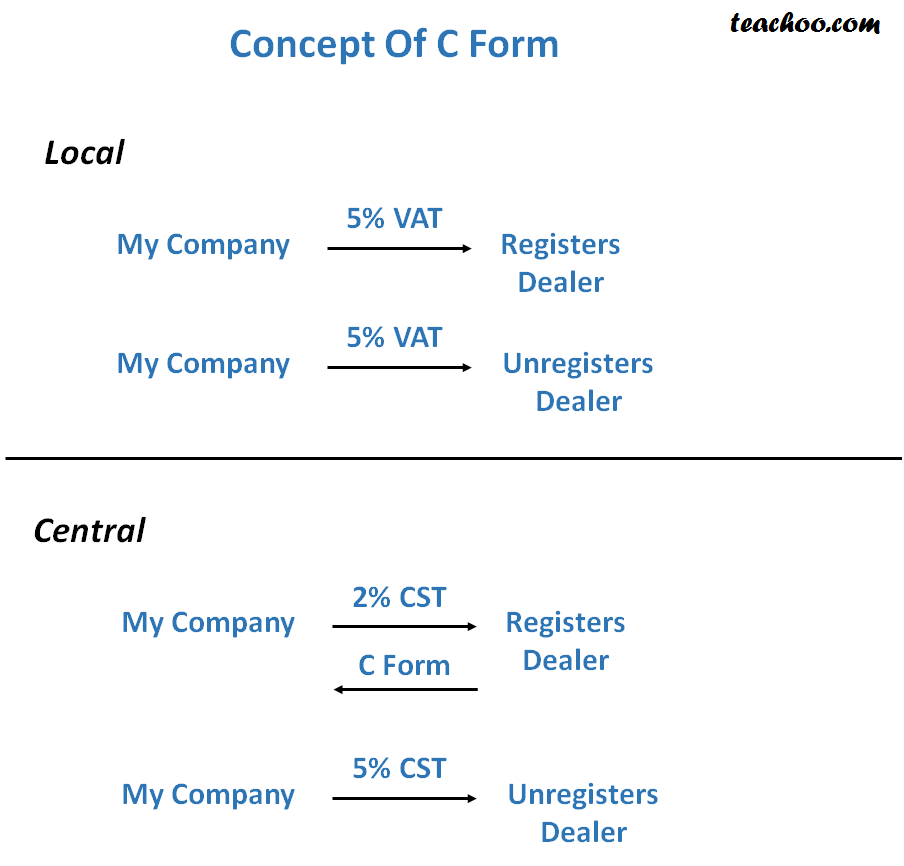 teachoo.com
Concept Of C Form
Local
5% VAT
My Company
Registers
Dealer
5% VAT
My Company
Unregisters
Dealer
Central
2% CST
My Company
Registers
Dealer
C Form
5% CST
My Company
Unregisters
Dealer